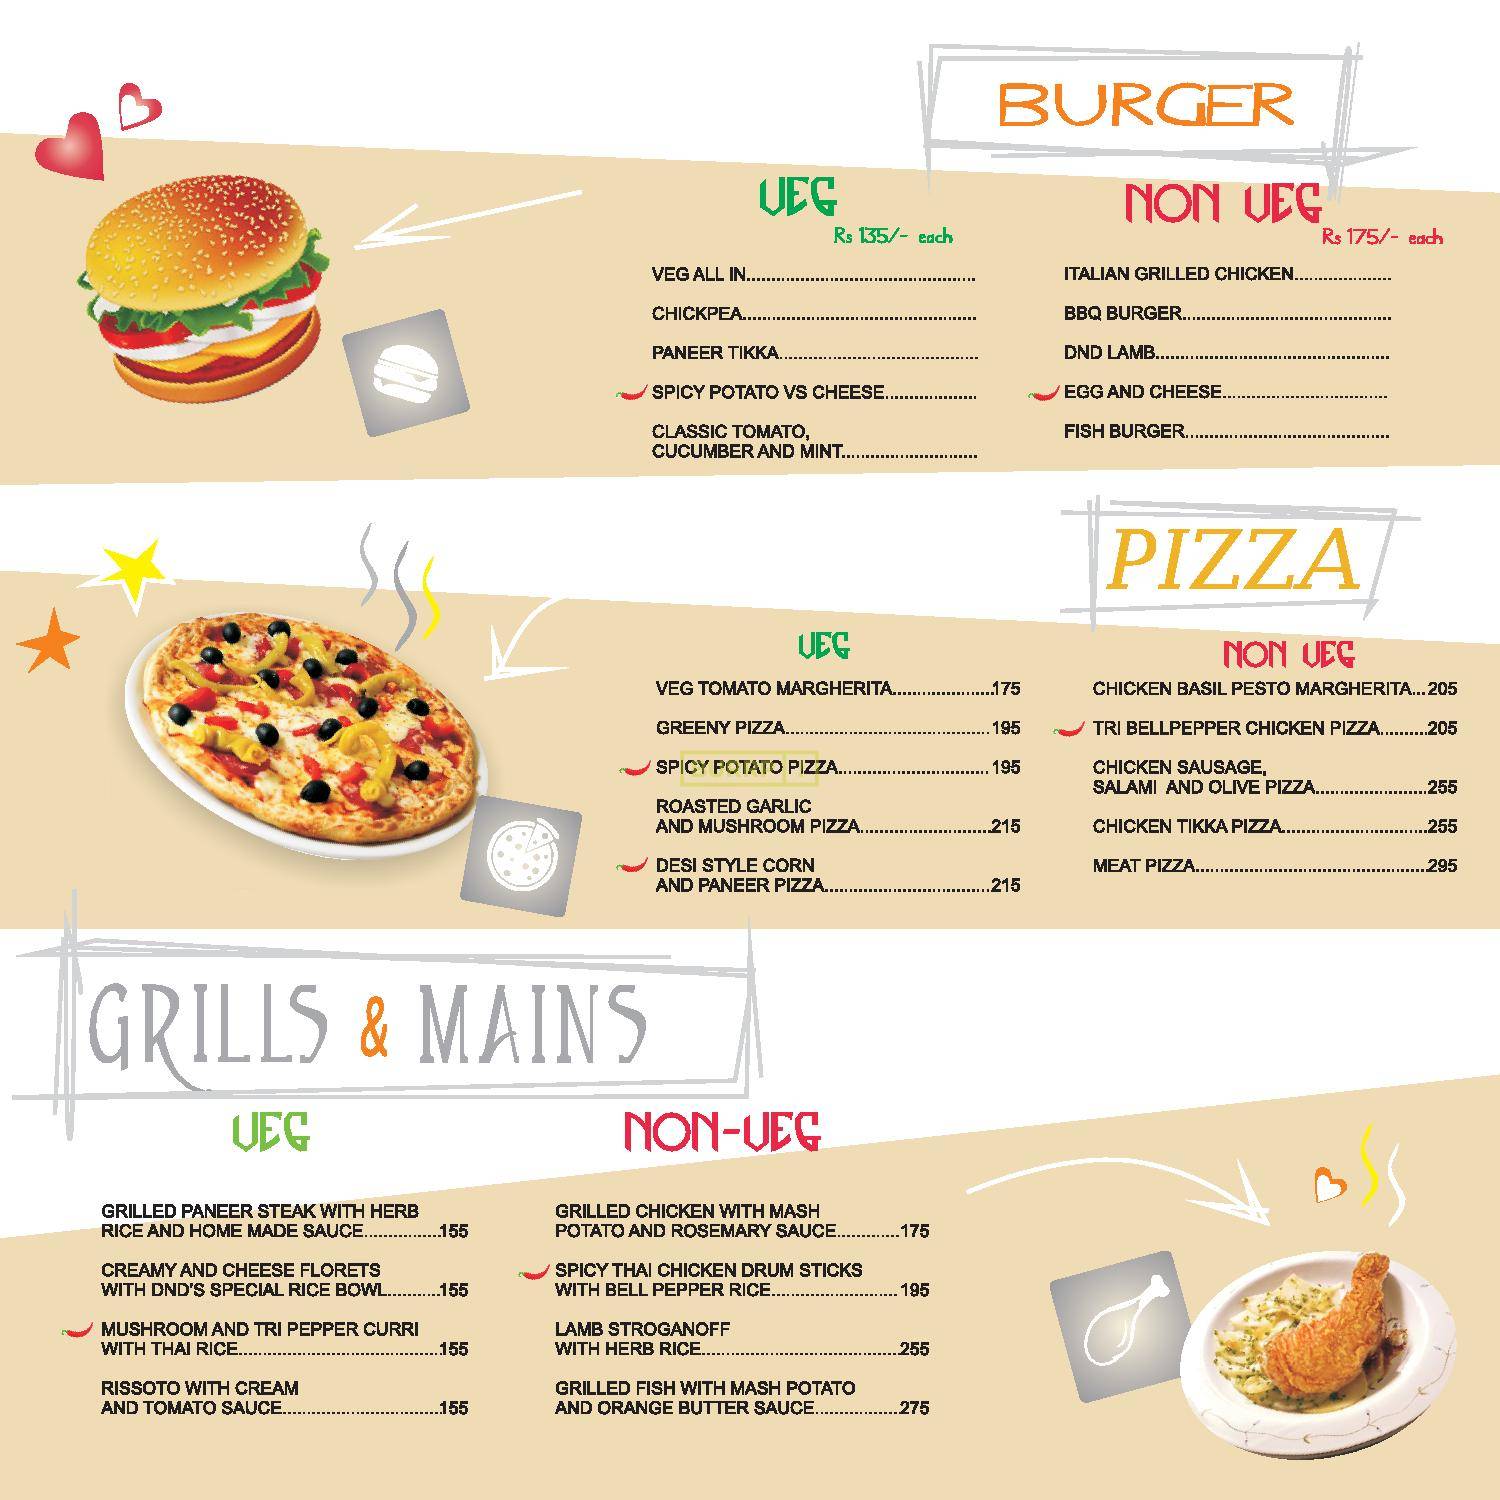 BURGER
VEG
Rs 135/- each
VEG ALL IN
CHICKPEA
PANEER TIKKA
SPICY POTATO VS CHEESE
CLASSIC TOMATO,
CUCUMBER AND MINT
NON VEG
Rs 175/- each
ITALIAN GRILLED CHICKEN
BBQ BURGER
DND LAMB
EGG AND CHEESE
FISH BURGER
PIZZA
VEG
VEG TOMATO MARGHERITA 175
GREENY PIZZA 195
SPICY POTATO PIZZA 195
ROASTED GARLIC
AND MUSHROOM PIZZA 215
DESI STYLE CORN
AND PANEER PIZZA 215
NON VEG
CHICKEN BASIL PESTO MARGHERITA... 205
TRI BELLPEPPER CHICKEN PIZZA 205
CHICKEN SAUSAGE,
SALAMI AND OLIVE PIZZA 255
CHICKEN TIKKA PIZZA 255
MEAT PIZZA 295
GRILLS & MAINS
VEG
GRILLED PANEER STEAK WITH HERB
RICE AND HOME MADE SAUCE 155
CREAMY AND CHEESE FLORETS
WITH DND'S SPECIAL RICE BOWL 155
MUSHROOM AND TRI PEPPER CURRI
WITH THAI RICE 155
RISSOTO WITH CREAM
AND TOMATO SAUCE 155
NON-VEG
GRILLED CHICKEN WITH MASH
POTATO AND ROSEMARY SAUCE 175
SPICY THAI CHICKEN DRUM STICKS
WITH BELL PEPPER RICE 195
LAMB STROGANOFF
WITH HERB RICE 255
GRILLED FISH WITH MASH POTATO
AND ORANGE BUTTER SAUCE 275